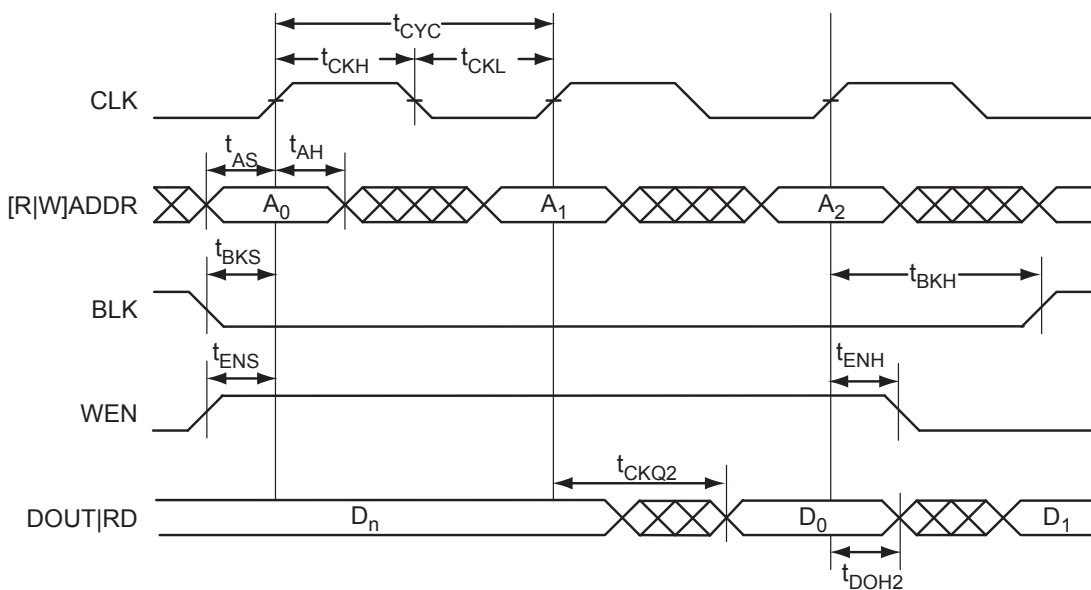 tCYC
tCKH tCKL
CLK
tAS tAH
[R|W]ADDR A0 A1 A2
tBKS tBKH
BLK
tENS tENH
WEN
tCKQ2
DOUT|RD Dn D0 D1
tDOH2